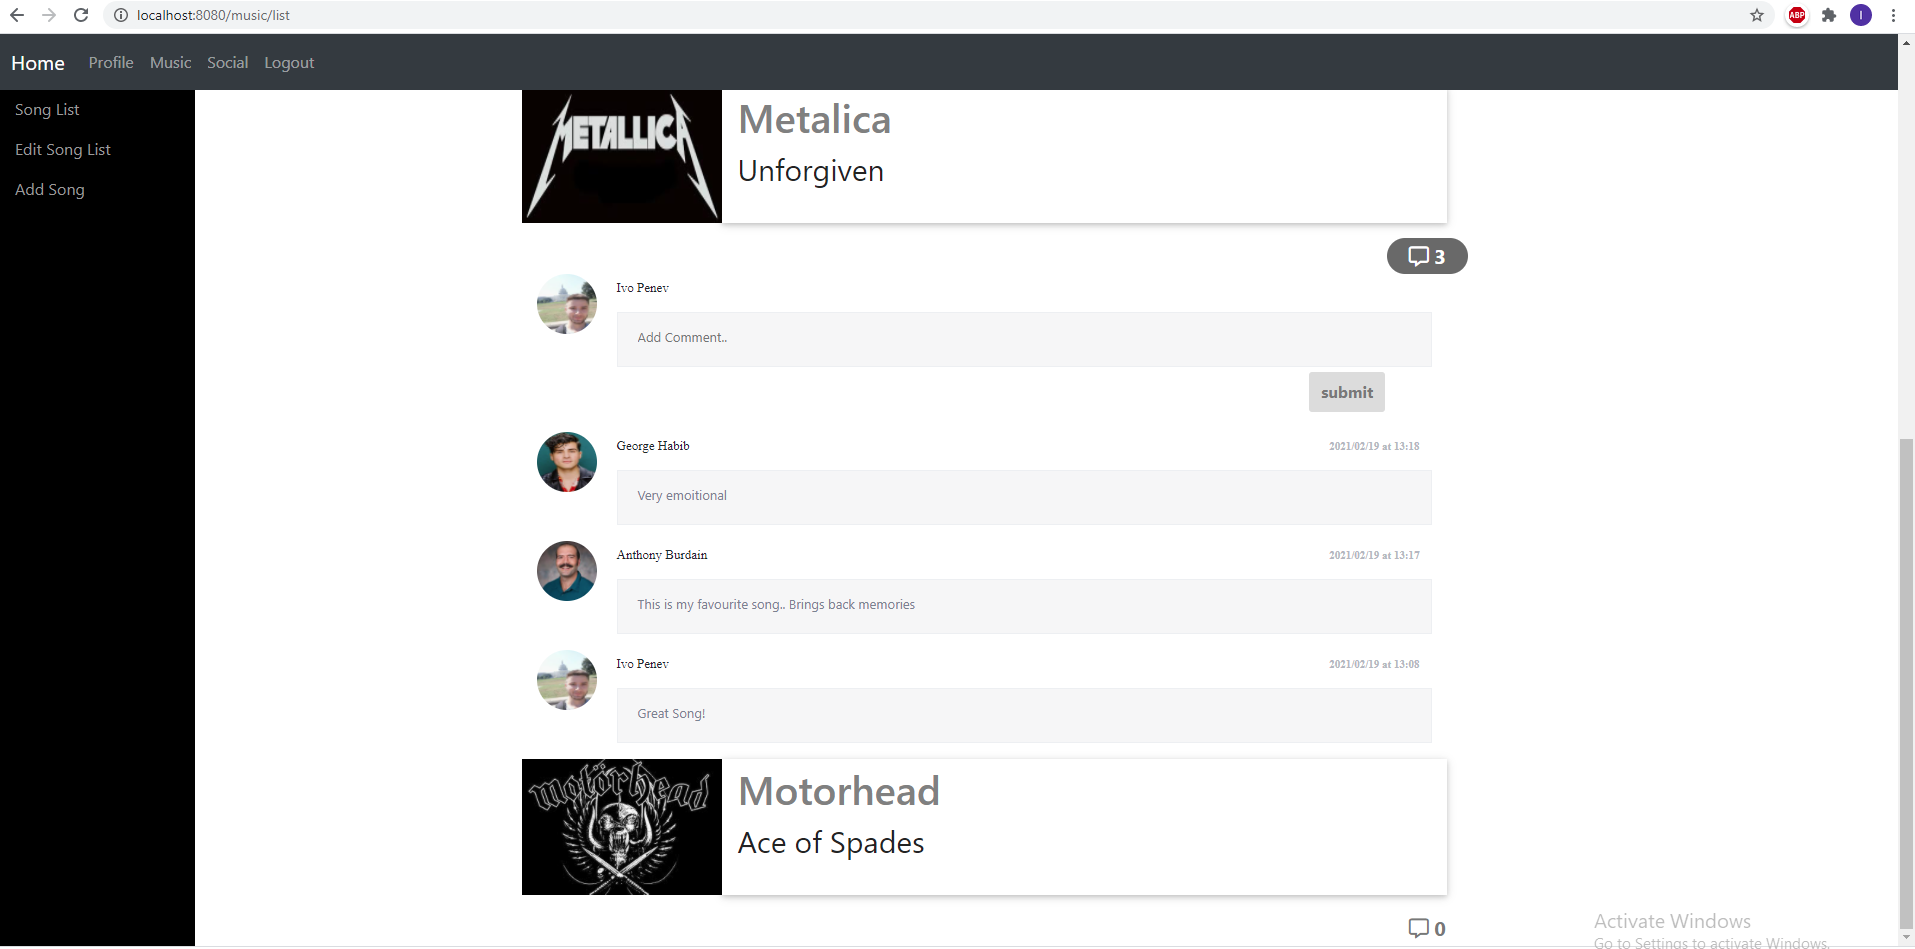 localhost:8080/music/list
ABP
I
Home Profile Music Social Logout
Song List
Edit Song List
Add Song
METALLICA
Metalica
Unforgiven
3
Ivo Penev
Add Comment..
submit
George Habib 2021/02/19 at 13:18
Very emoitional
Anthony Burdain 2021/02/19 at 13:17
This is my favourite song.. Brings back memories
Ivo Penev 2021/02/19 at 13:08
Great Song!
motörhead
Motorhead
Ace of Spades
0
Activate Windows
Go to Settings to activate Windows.